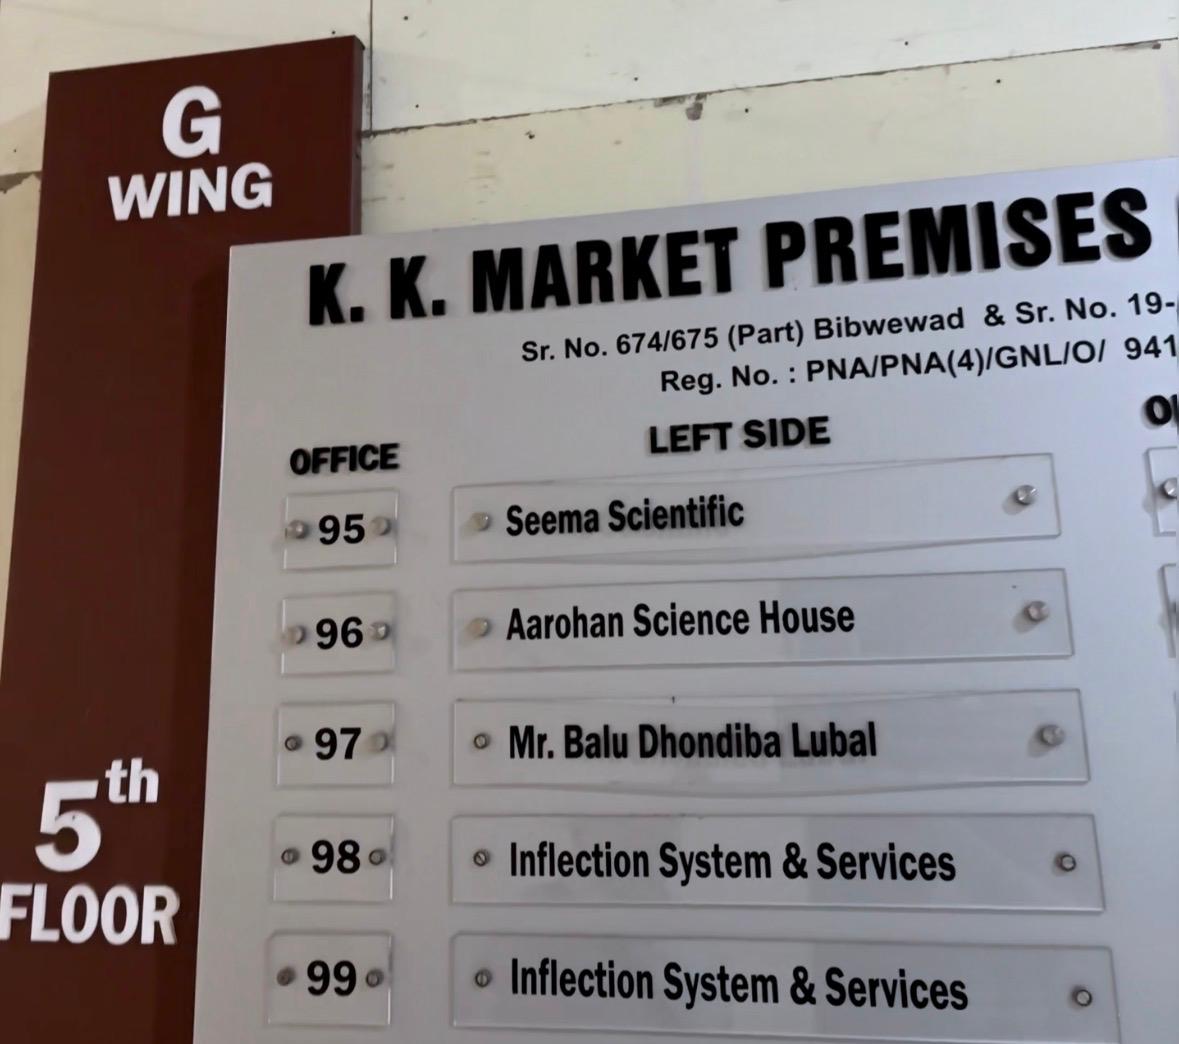 G
WING
K. K. MARKET PREMISES
Sr. No. 674/675 (Part) Bibwewad & Sr. No. 19-
Reg. No. : PNA/PNA(4)/GNL/O/ 941
OFFICE LEFT SIDE
95 Seema Scientific
96 Aarohan Science House
97 Mr. Balu Dhondiba Lubal
98 Inflection System & Services
99 Inflection System & Services
5th
FLOOR